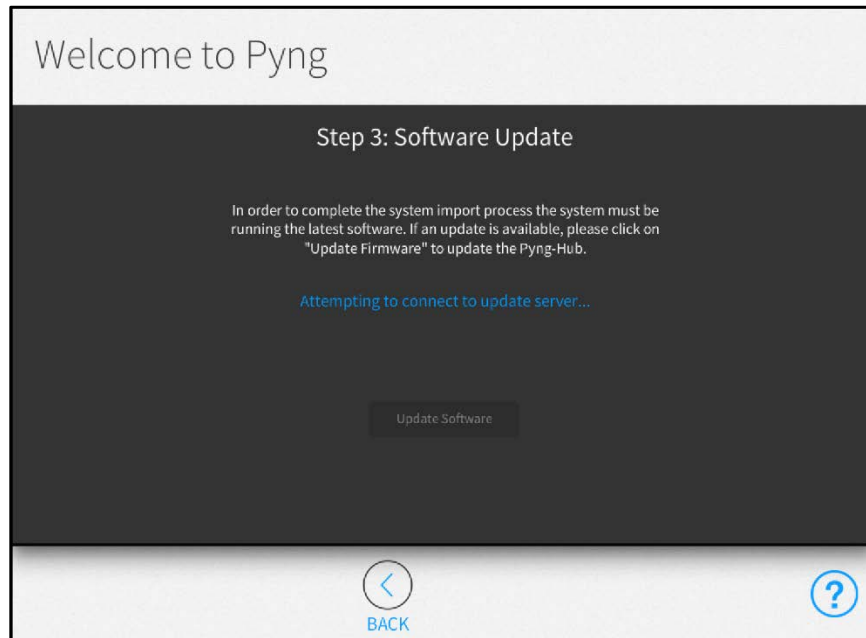 Welcome to Pyng
Step 3: Software Update
In order to complete the system import process the system must be
running the latest software. If an update is available, please click on
"Update Firmware" to update the Pyng-Hub.
Attempting to connect to update server...
Update Software
BACK
?